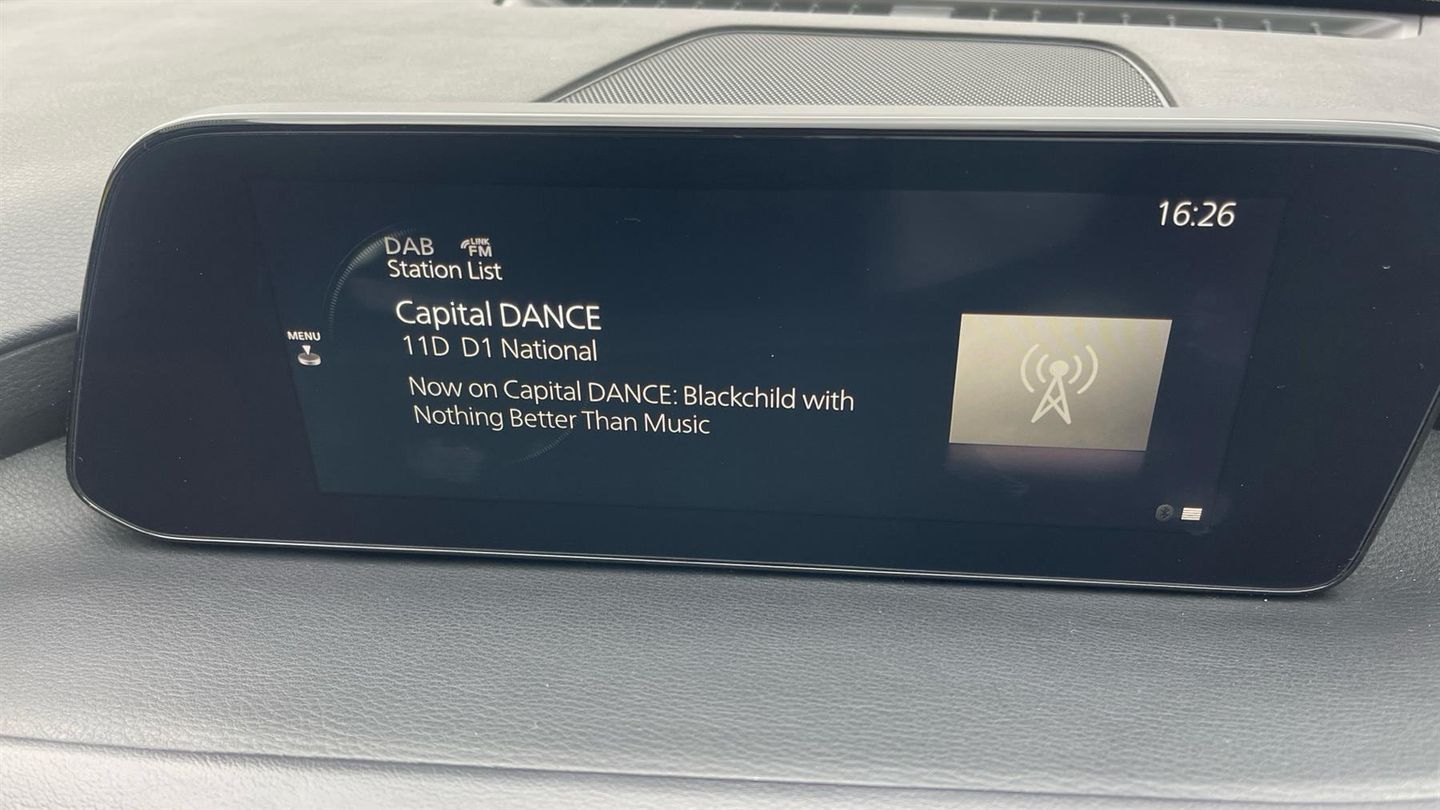 16:26
DAB LINK FM
Station List
Capital DANCE
MENU
11D D1 National
Now on Capital DANCE: Blackchild with
Nothing Better Than Music